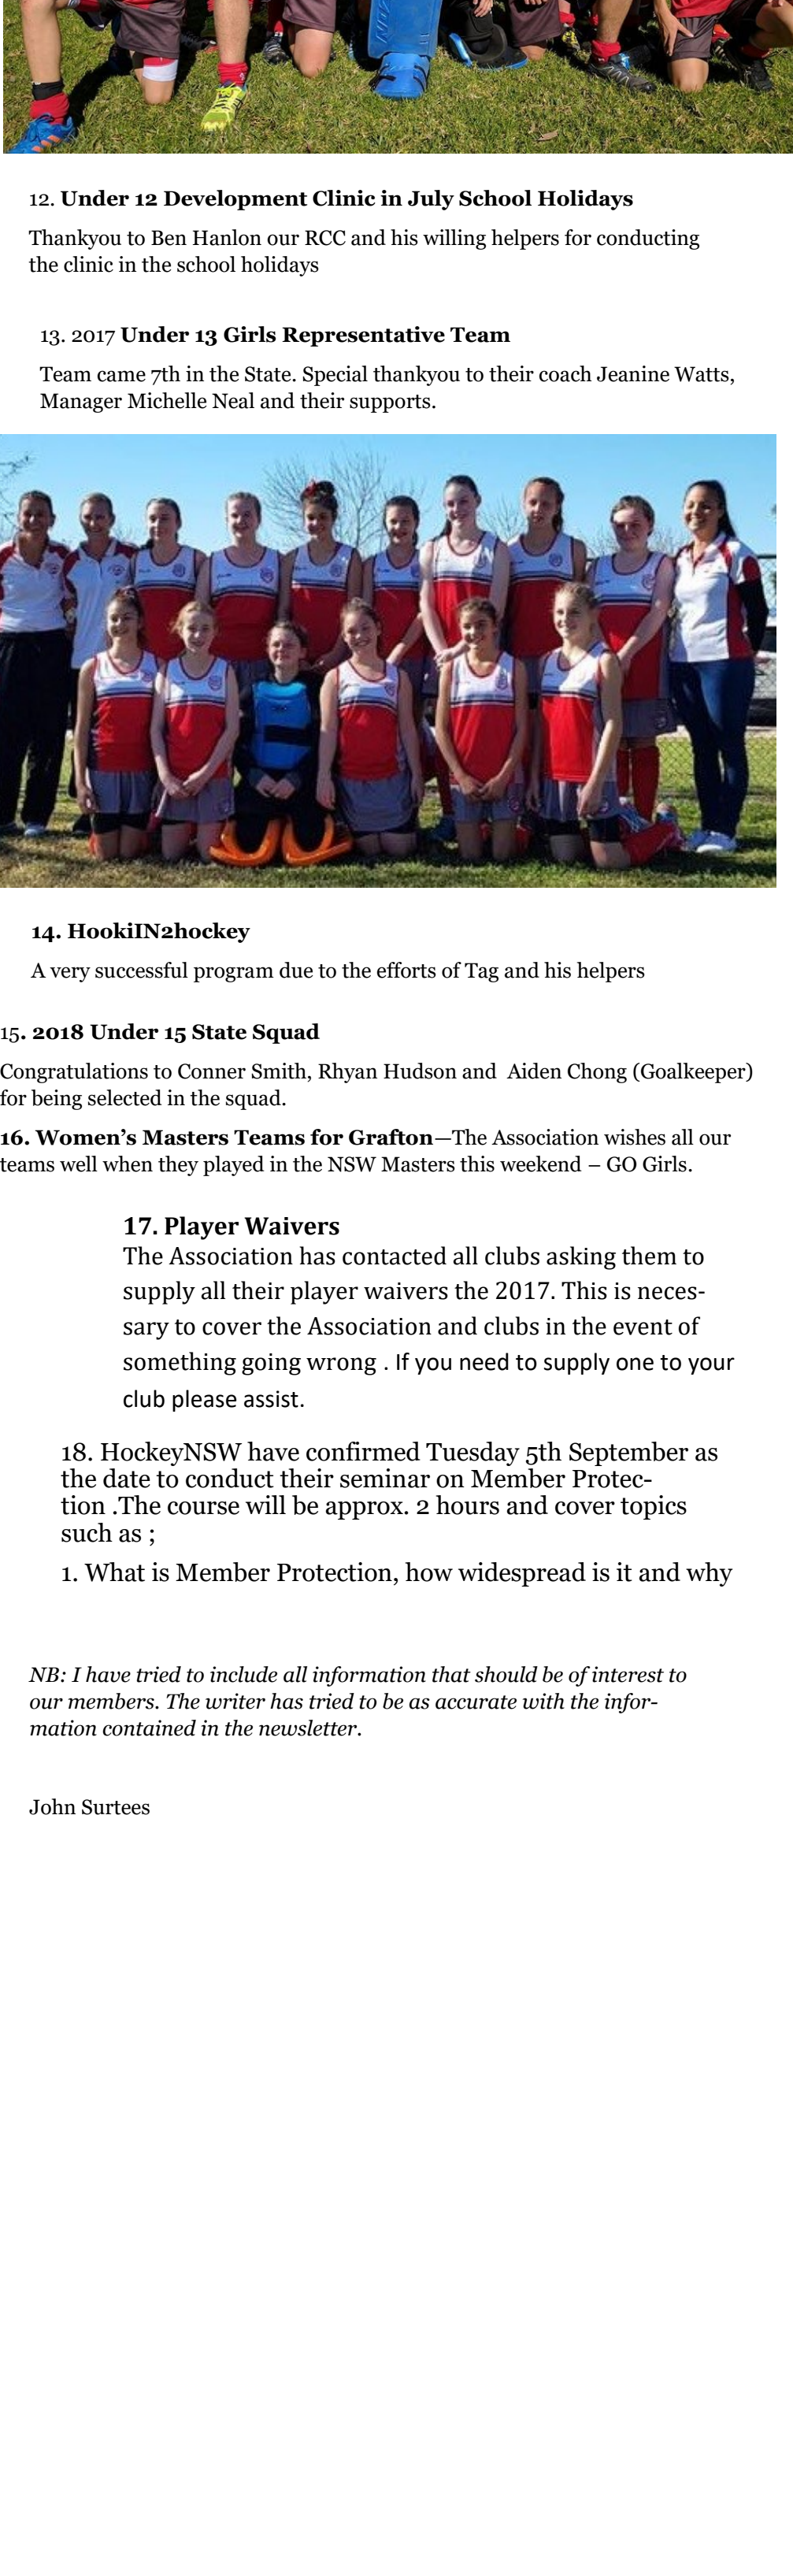 12. Under 12 Development Clinic in July School Holidays
Thankyou to Ben Hanlon our RCC and his willing helpers for conducting
the clinic in the school holidays
13. 2017 Under 13 Girls Representative Team
Team came 7th in the State. Special thankyou to their coach Jeanine Watts,
Manager Michelle Neal and their supports.
14. HookiIN2hockey
A very successful program due to the efforts of Tag and his helpers
15. 2018 Under 15 State Squad
Congratulations to Conner Smith, Rhyan Hudson and  Aiden Chong (Goalkeeper)
for being selected in the squad.
16. Women’s Masters Teams for Grafton—The Association wishes all our
teams well when they played in the NSW Masters this weekend – GO Girls.
17. Player Waivers
The Association has contacted all clubs asking them to
supply all their player waivers the 2017. This is neces-
sary to cover the Association and clubs in the event of
something going wrong . If you need to supply one to your
club please assist.
18. HockeyNSW have confirmed Tuesday 5th September as
the date to conduct their seminar on Member Protec-
tion .The course will be approx. 2 hours and cover topics
such as ;
1. What is Member Protection, how widespread is it and why
NB: I have tried to include all information that should be of interest to
our members. The writer has tried to be as accurate with the infor-
mation contained in the newsletter.
John Surtees